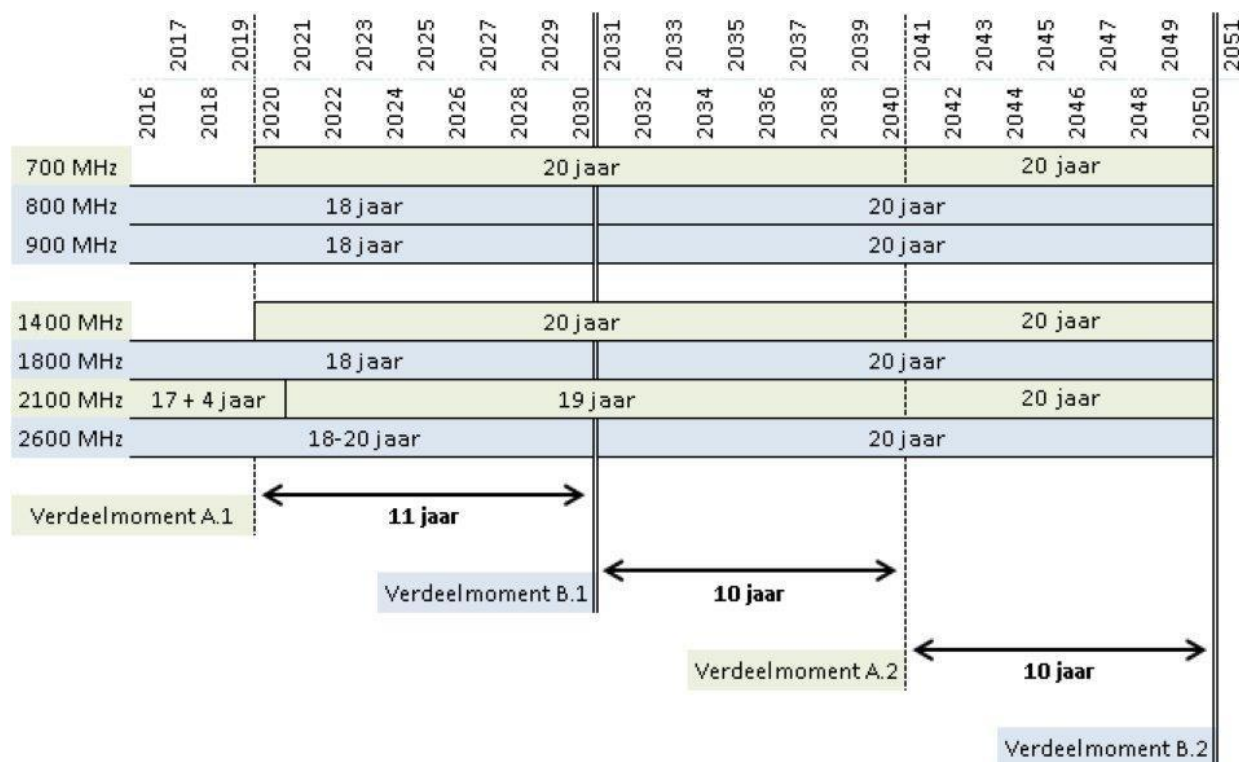 2017 2019 2021 2023 2025 2027 2029 2031 2033 2035 2037 2039 2041 2043 2045 2047 2049 2051
2016 2018 2020 2022 2024 2026 2028 2030 2032 2034 2036 2038 2040 2042 2044 2046 2048 2050
700 MHz 20 jaar 20 jaar
800 MHz 18 jaar 20 jaar
900 MHz 18 jaar 20 jaar
1400 MHz 20 jaar 20 jaar
1800 MHz 18 jaar 20 jaar
2100 MHz 17 + 4 jaar 19 jaar 20 jaar
2600 MHz 18-20 jaar 20 jaar
Verdeelmoment A.1 11 jaar
Verdeelmoment B.1 10 jaar
Verdeelmoment A.2 10 jaar
Verdeelmoment B.2